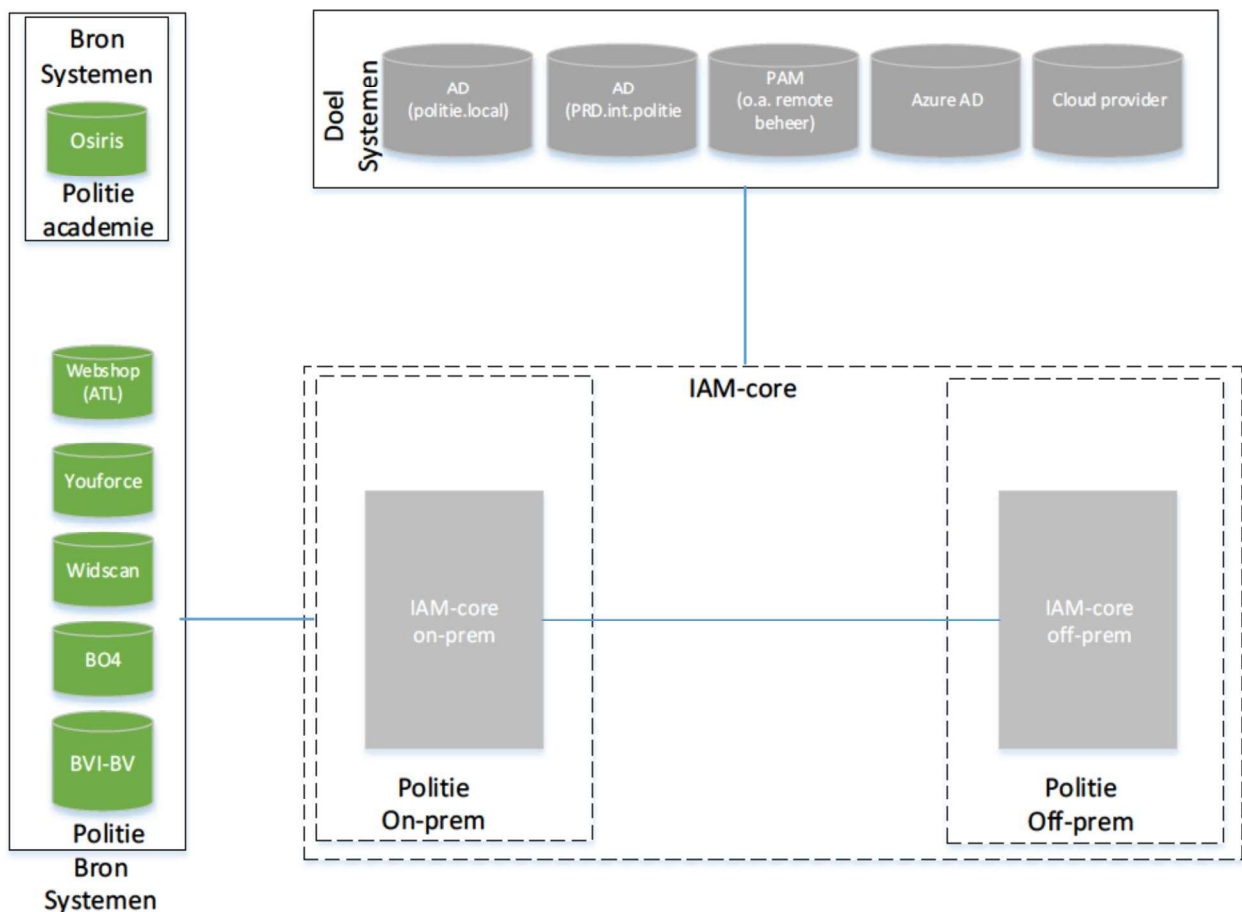 Bron
Systemen
Osiris
Politie
academie
Webshop
(ATL)
Youforce
Widscan
BO4
BVI-BV
Politie
Bron
Systemen
Doel
Systemen
AD
(politie.local)
AD
(PRD.int.politie
PAM
(o.a. remote
beheer)
Azure AD
Cloud provider
IAM-core
IAM-core
on-prem
Politie
On-prem
IAM-core
off-prem
Politie
Off-prem